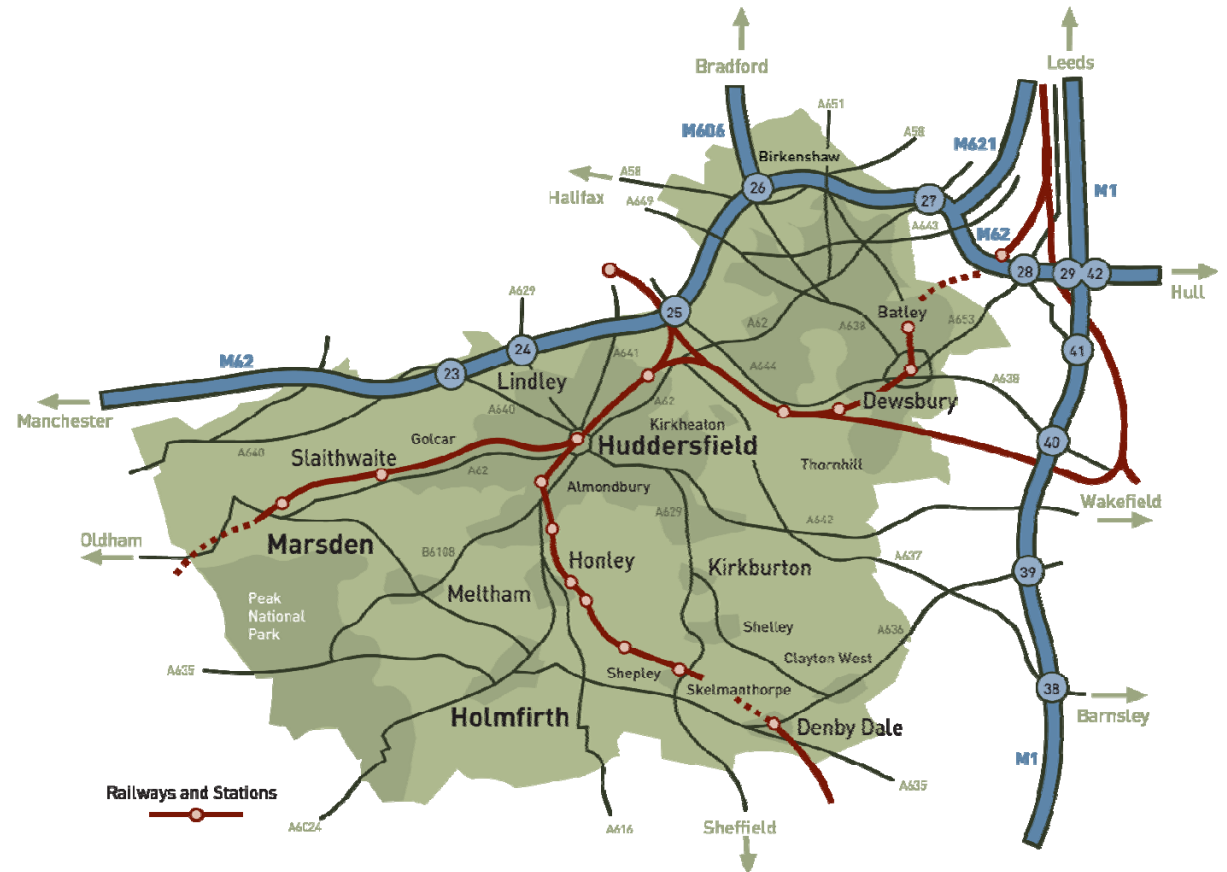 Bradford
Leeds
A651
M606
A58
M621
Birkenshaw
A58
26
27
M1
Halifax
A649
A643
M62
28
29
42
Hull
A629
25
Batley
A653
A62
A638
24
A641
41
M62
23
Lindley
A644
A638
Manchester
A640
A62
Dewsbury
Golcar
Kirkheaton
Huddersfield
40
A640
Slaithwaite
A62
Thornhill
Almondbury
Wakefield
A629
A642
Oldham
Marsden
B6108
Honley
A637
Kirkburton
39
Meltham
Peak
National
Park
Shelley
A636
Clayton West
A635
Shepley
Skelmanthorpe
38
Holmfirth
Barnsley
Denby Dale
M1
A635
Railways and Stations
A6024
A616
Sheffield